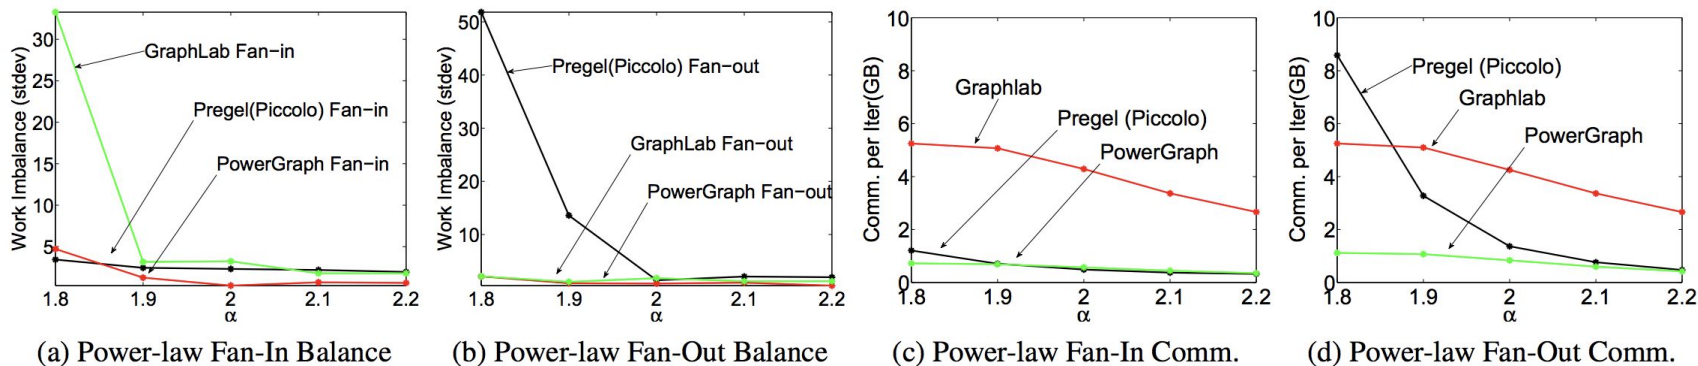 Work Imbalance (stdev)
30
25
20
15
10
5
1.8
1.9
2
2.1
2.2
α
GraphLab Fan−in
Pregel(Piccolo) Fan−in
PowerGraph Fan−in
(a) Power-law Fan-In Balance
Work Imbalance (stdev)
50
40
30
20
10
1.8
1.9
2
2.1
2.2
α
Pregel(Piccolo) Fan−out
GraphLab Fan−out
PowerGraph Fan−out
(b) Power-law Fan-Out Balance
Comm. per Iter(GB)
10
8
6
4
2
0
1.8
1.9
2
2.1
2.2
α
Graphlab
Pregel (Piccolo)
PowerGraph
(c) Power-law Fan-In Comm.
Comm. per Iter(GB)
10
8
6
4
2
0
1.8
1.9
2
2.1
2.2
α
Pregel (Piccolo)
Graphlab
PowerGraph
(d) Power-law Fan-Out Comm.